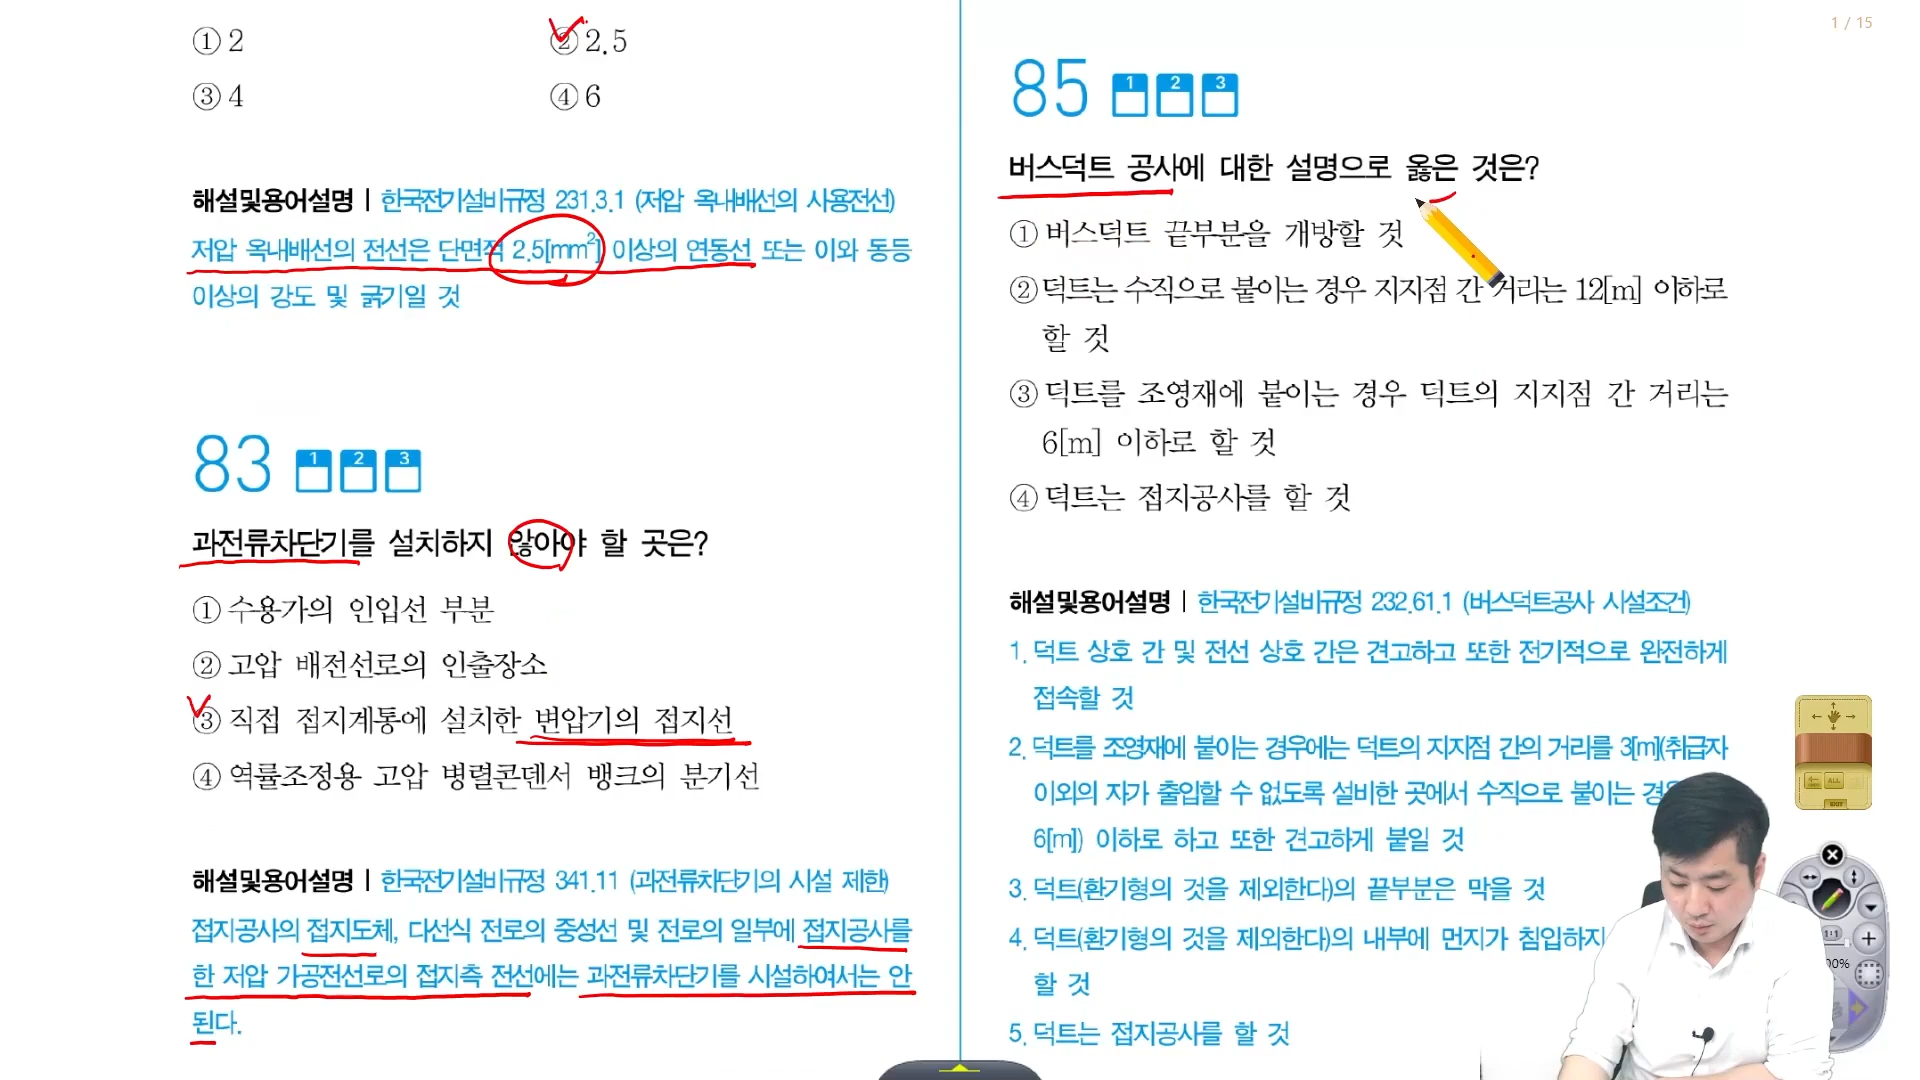 ① 2
② 2.5
③ 4
④ 6
해설및용어설명 | 한국전기설비규정 231.3.1 (저압 옥내배선의 사용전선)
저압 옥내배선의 전선은 단면적 2.5[mm²] 이상의 연동선 또는 이와 동등
이상의 강도 및 굵기일 것
83 1 2 3
과전류차단기를 설치하지 않아야 할 곳은?
① 수용가의 인입선 부분
② 고압 배전선로의 인출장소
③ 직접 접지계통에 설치한 변압기의 접지선
④ 역률조정용 고압 병렬콘덴서 뱅크의 분기선
해설및용어설명 | 한국전기설비규정 341.11 (과전류차단기의 시설 제한)
접지공사의 접지도체, 다선식 전로의 중성선 및 전로의 일부에 접지공사를
한 저압 가공전선로의 접지측 전선에는 과전류차단기를 시설하여서는 안
된다.
1 / 15
85 1 2 3
버스덕트 공사에 대한 설명으로 옳은 것은?
① 버스덕트 끝부분을 개방할 것
② 덕트는 수직으로 붙이는 경우 지지점 간 거리는 12[m] 이하로
할 것
③ 덕트를 조영재에 붙이는 경우 덕트의 지지점 간 거리는
6[m] 이하로 할 것
④ 덕트는 접지공사를 할 것
해설및용어설명 | 한국전기설비규정 232.61.1 (버스덕트공사 시설조건)
1. 덕트 상호 간 및 전선 상호 간은 견고하고 또한 전기적으로 완전하게
접속할 것
2. 덕트를 조영재에 붙이는 경우에는 덕트의 지지점 간의 거리를 3[m](취급자
이외의 자가 출입할 수 없도록 설비한 곳에서 수직으로 붙이는
6[m]) 이하로 하고 또한 견고하게 붙일 것
3. 덕트(환기형의 것을 제외한다)의 끝부분은 막을 것
4. 덕트(환기형의 것을 제외한다)의 내부에 먼지가 침입하지
할 것
5. 덕트는 접지공사를 할 것
ALL
EXIT
1:1
00%